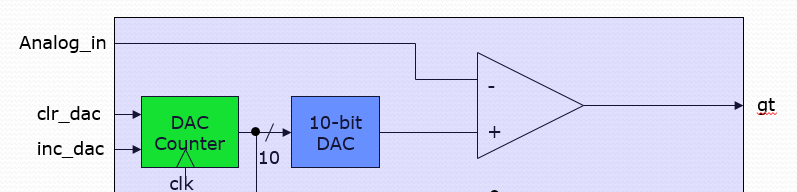 Analog_in
clr_dac
inc_dac
DAC
Counter
clk
10
10-bit
DAC
-
+
gt